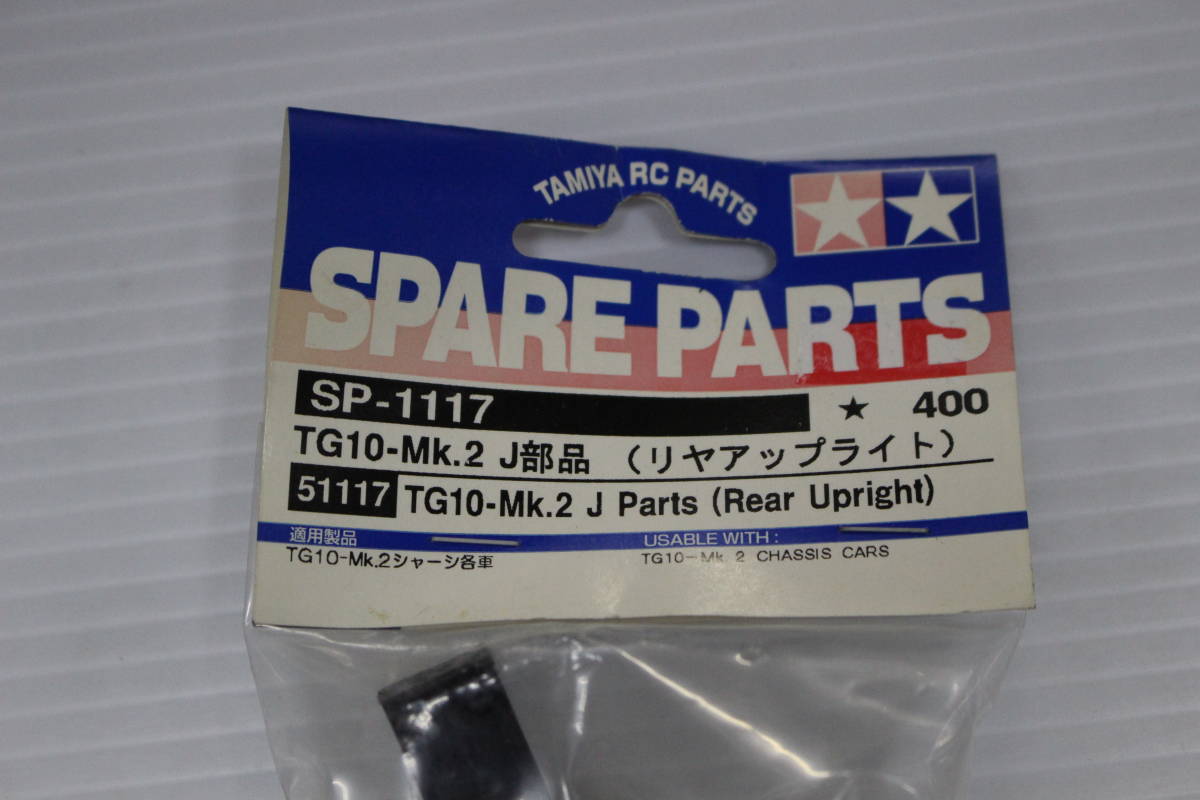 TAMIYA RC PARTS
SPARE PARTS
SP-1117 ★ 400
TG10-Mk.2 J部品 (リヤアップライト)
51117 TG10-Mk.2 J Parts (Rear Upright)
適用製品 USABLE WITH :
TG10-Mk.2シャーシ各車 TG10-Mk. 2 CHASSIS CARS